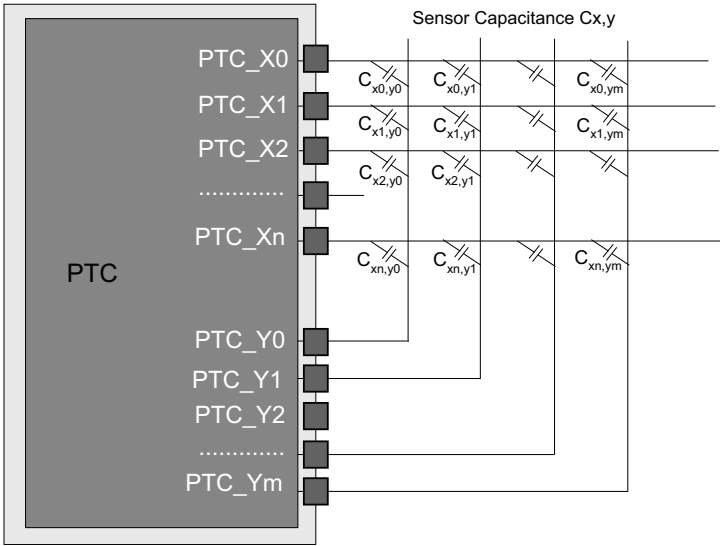 Sensor Capacitance Cx,y
PTC_X0
Cx0,y0 Cx0,y1 Cx0,ym
PTC_X1
Cx1,y0 Cx1,y1 Cx1,ym
PTC_X2
Cx2,y0 Cx2,y1
.............
PTC_Xn
Cxn,y0 Cxn,y1 Cxn,ym
PTC
PTC_Y0
PTC_Y1
PTC_Y2
.............
PTC_Ym